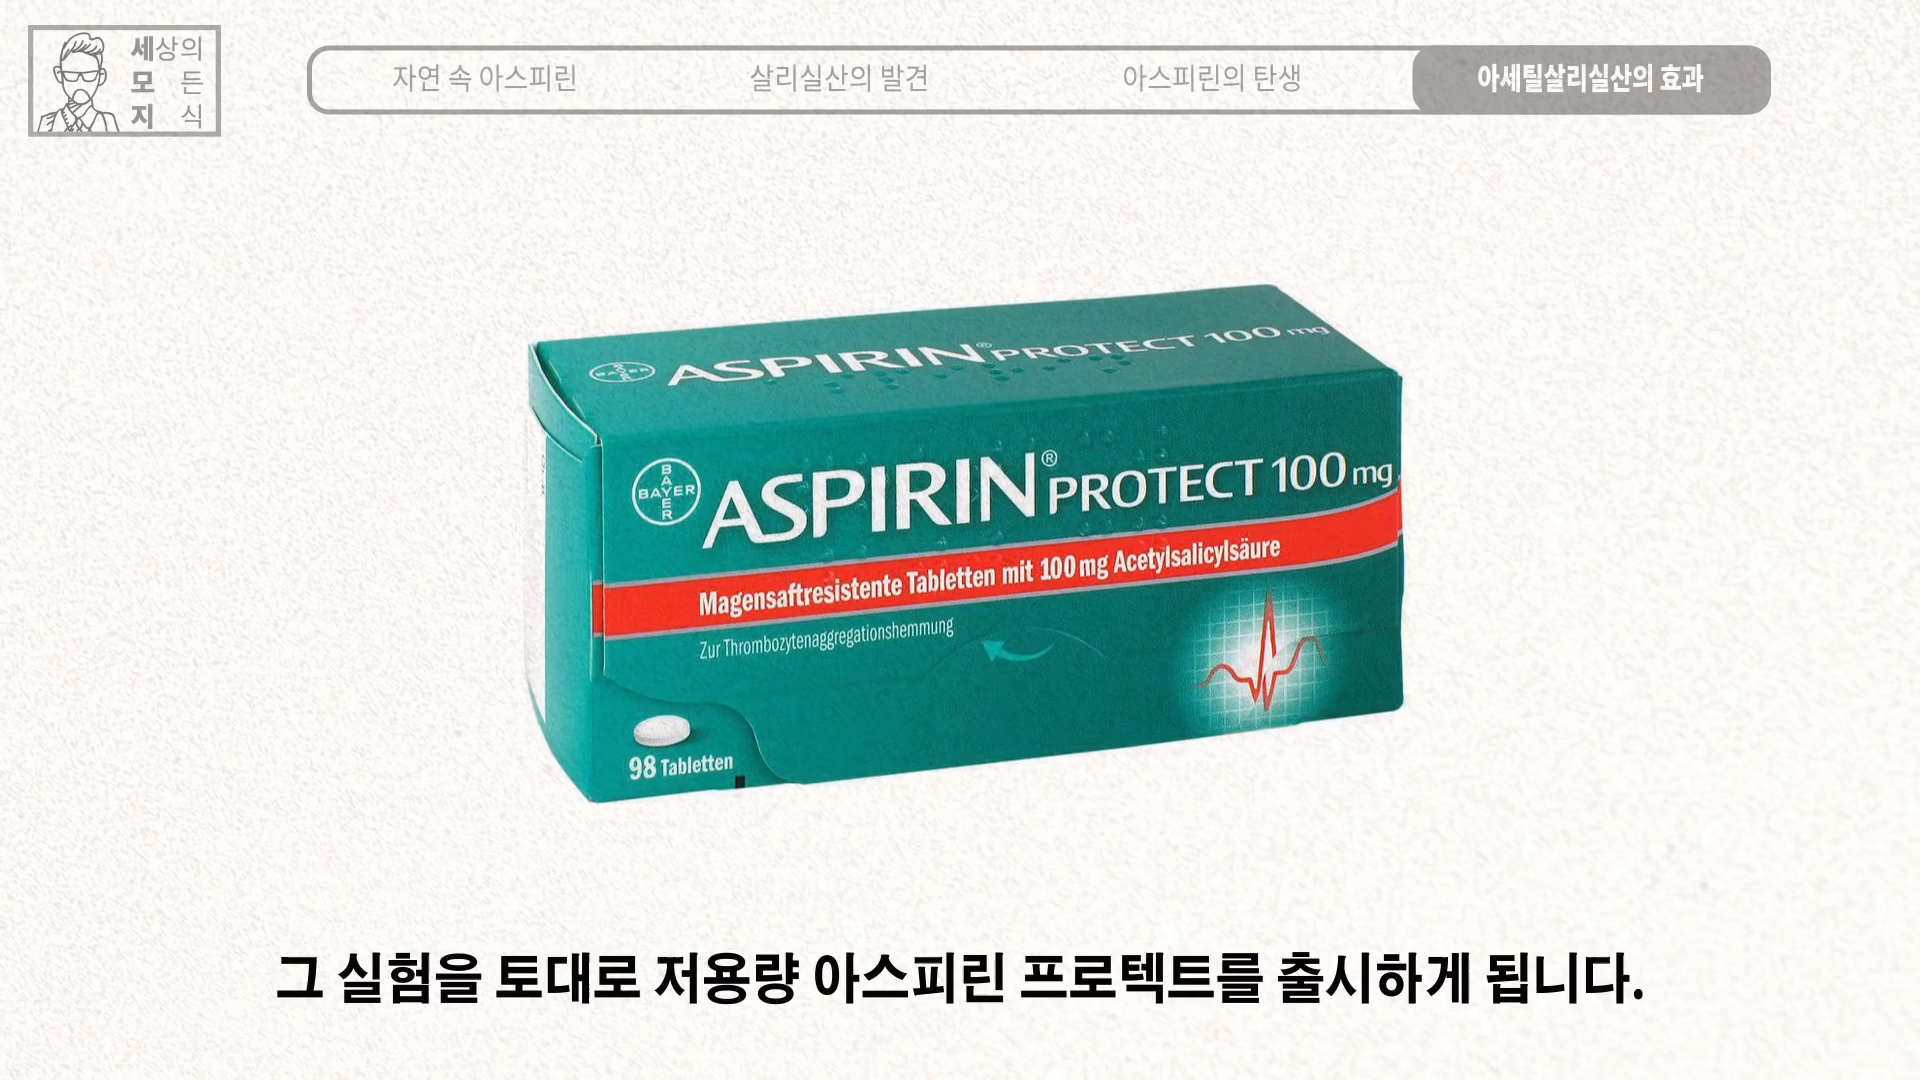 세상의
모든
지식
자연 속 아스피린
살리실산의 발견
아스피린의 탄생
아세틸살리실산의 효과
BAYER
BAYER
ASPIRIN® PROTECT 100 mg
BAYER
BAYER
ASPIRIN® PROTECT 100 mg
Magensaftresistente Tabletten mit 100 mg Acetylsalicylsäure
Zur Thrombozytenaggregationshemmung
98 Tabletten
그 실험을 토대로 저용량 아스피린 프로텍트를 출시하게 됩니다.